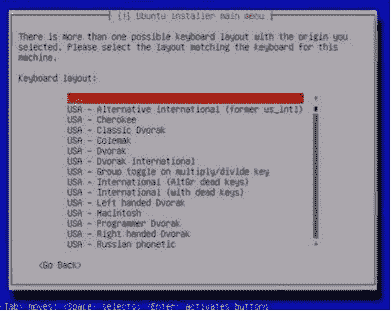 [!] Ubuntu installer main menu
There is more than one possible keyboard layout with the origin you
selected. Please select the layout matching the keyboard for this
machine.
Keyboard layout:
USA - Alternative international (former us_intl)
USA - Cherokee
USA - Classic Dvorak
USA - Colemak
USA - Dvorak
USA - Dvorak international
USA - Group toggle on multiply/divide key
USA - International (AltGr dead keys)
USA - International (with dead keys)
USA - Left handed Dvorak
USA - Macintosh
USA - Programmer Dvorak
USA - Right handed Dvorak
USA - Russian phonetic
<Go Back>
<Tab> moves; <Space> selects; <Enter> activates buttons